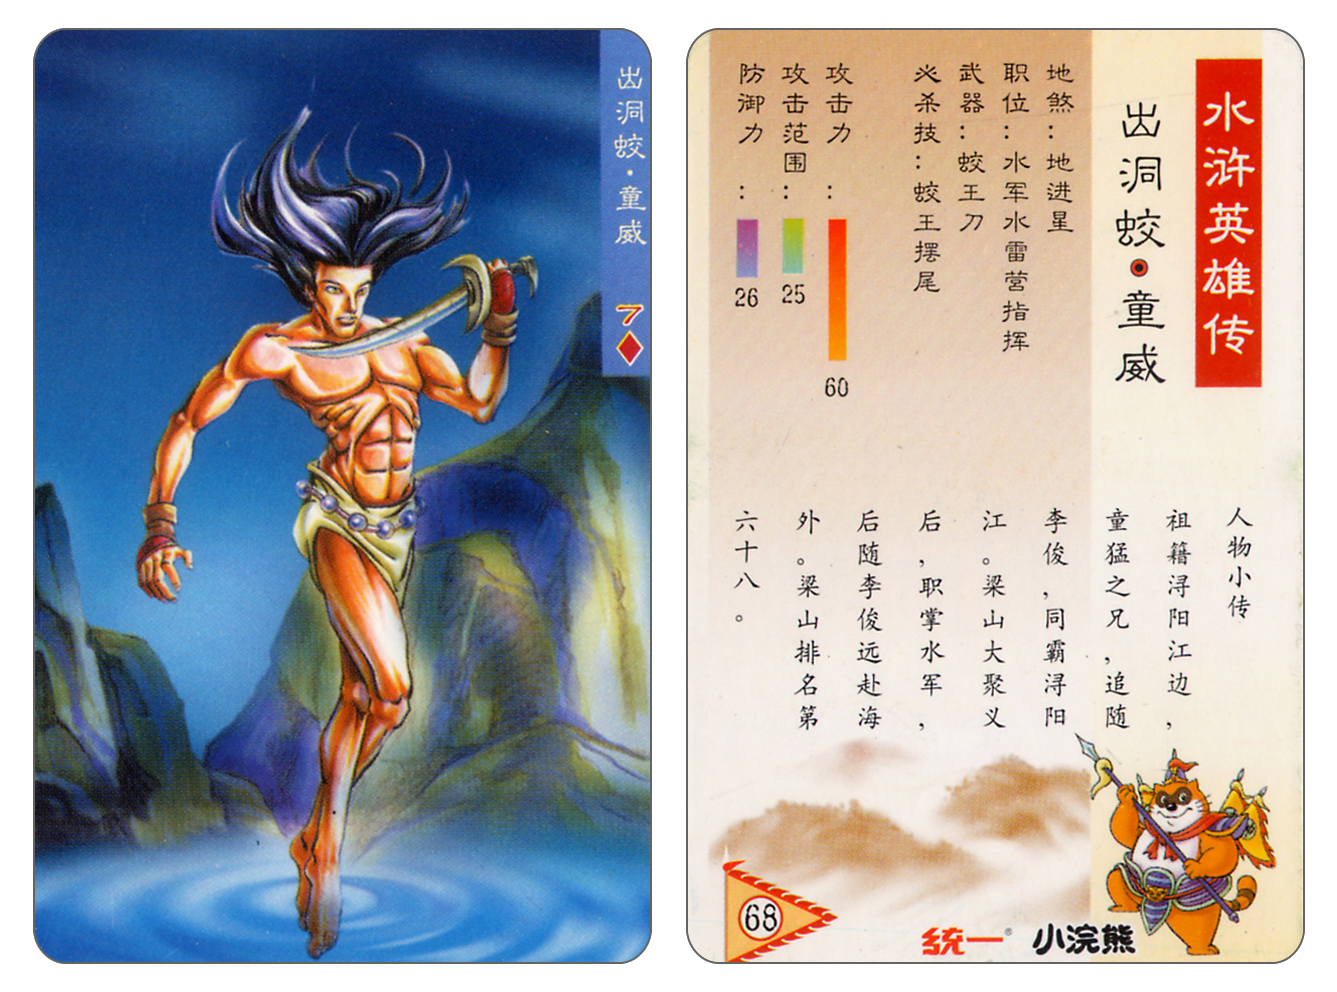 出洞蛟·童威
7
水浒英雄传
出洞蛟·童威
地煞：地进星
职位：水军水雷营指挥
武器：蛟王刀
必杀技：蛟王摆尾
攻击力：60
攻击范围：25
防御力：26
人物小传
祖籍浔阳江边，
童猛之兄，追随
李俊，同霸浔阳
江。梁山大聚义
后，职掌水军，
后随李俊远赴海
外。梁山排名第
六十八。
68
統一® 小浣熊